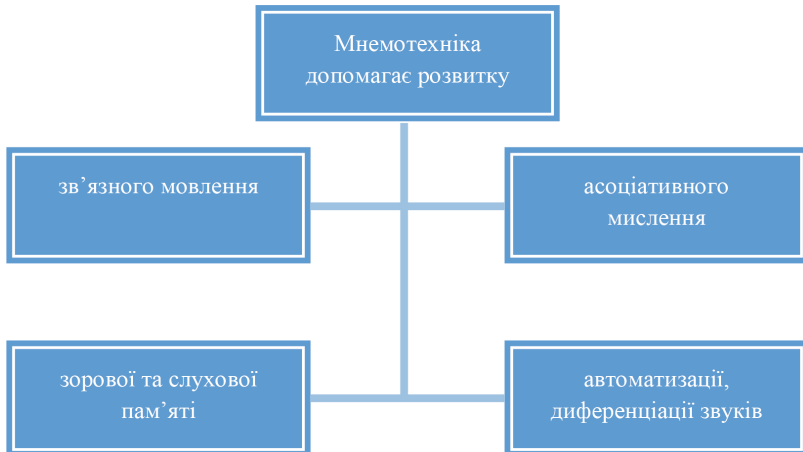 Мнемотехніка
допомагає розвитку
зв’язного мовлення
асоціативного
мислення
зорової та слухової
пам’яті
автоматизації,
диференціації звуків